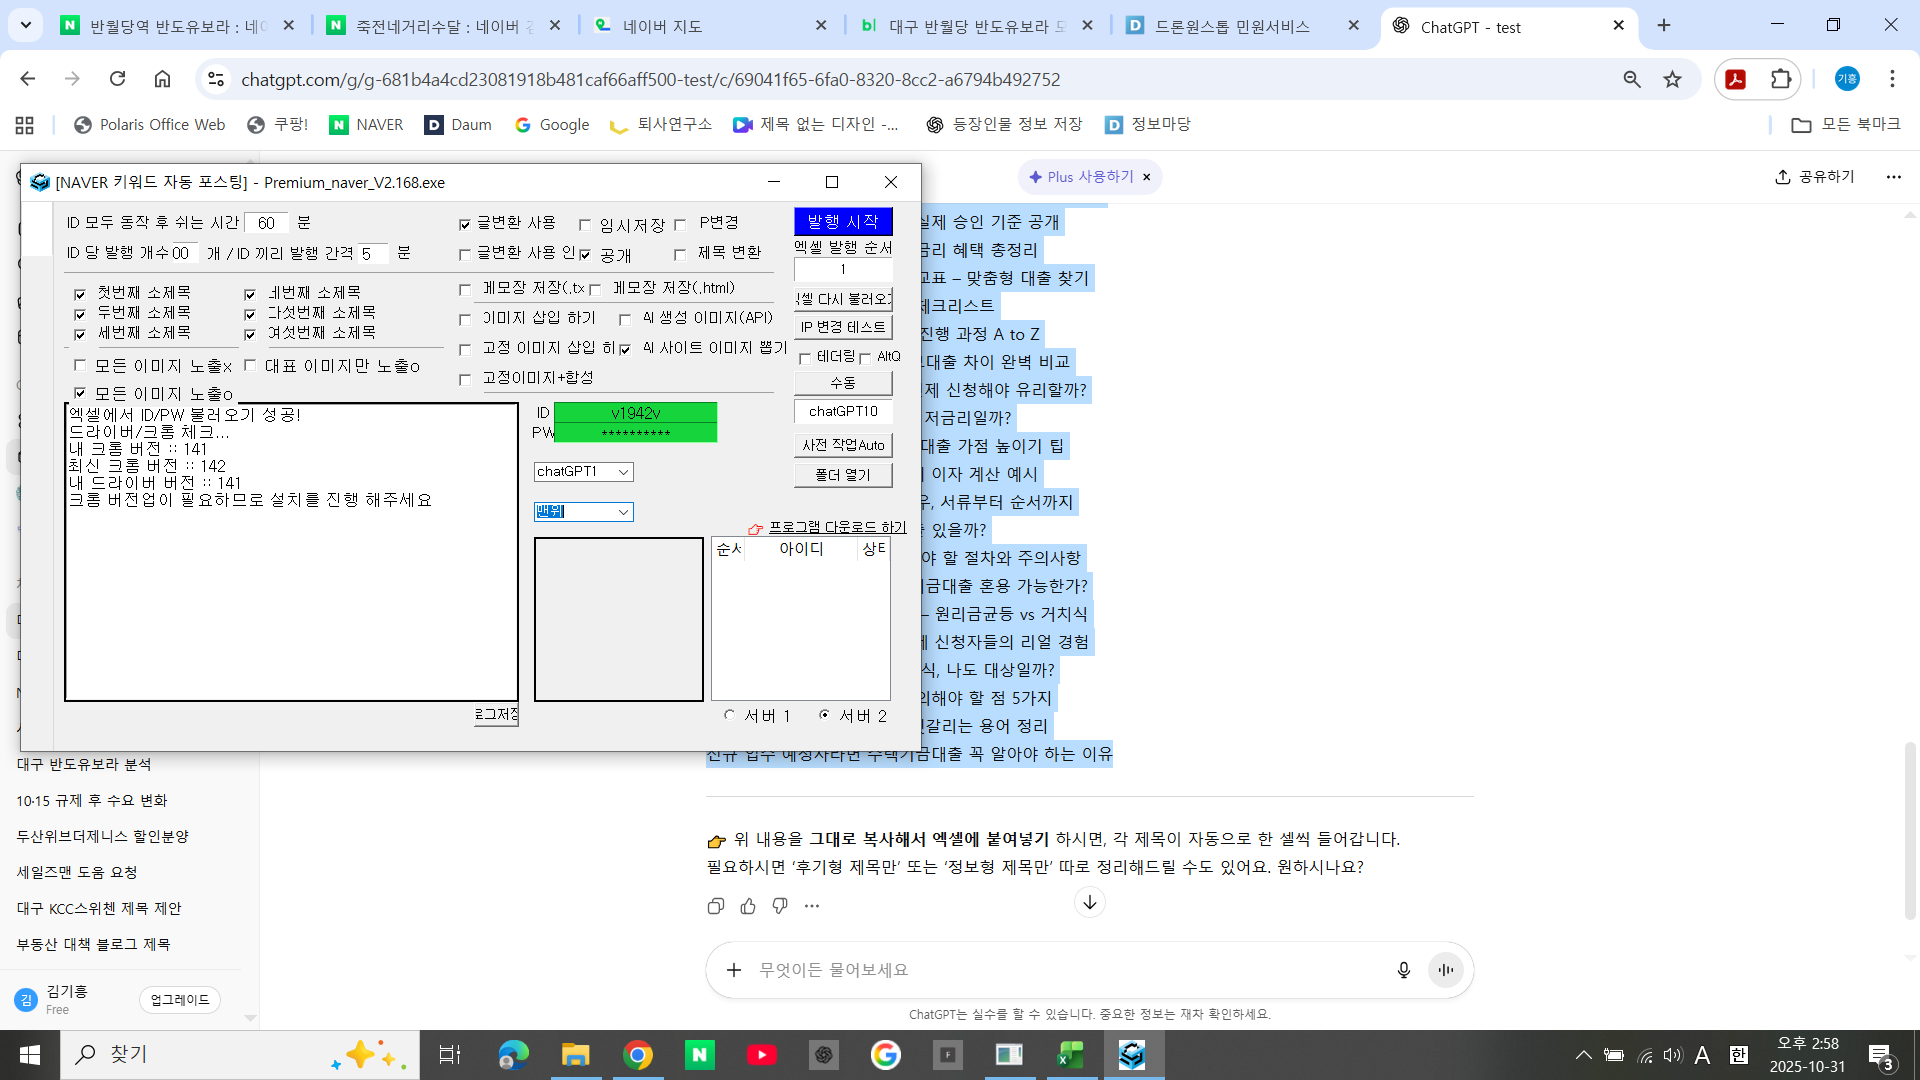 반월당역 반도유보라 : 네이
죽전네거리수달 : 네이버 검
네이버 지도
대구 반월당 반도유보라 모
드론원스톱 민원서비스
ChatGPT - test
chatgpt.com/g/g-681b4a4cd23081918b481caf66aff500-test/c/69041f65-6fa0-8320-8cc2-a6794b492752
기흥
Polaris Office Web
쿠팡!
NAVER
Daum
Google
퇴사연구소
제목 없는 디자인 -...
등장인물 정보 저장
정보마당
모든 북마크
Plus 사용하기
공유하기
[NAVER 키워드 자동 포스팅] - Premium_naver_V2.168.exe
ID 모두 동작 후 쉬는 시간 60 분
글변환 사용
임시저장
P변경
발행 시작
ID 당 발행 개수 00 개 / ID 끼리 발행 간격 5 분
글변환 사용 인
공개
제목 변환
엑셀 발행 순서
1
첫번째 소제목
네번째 소제목
메모장 저장(.tx
메모장 저장(.html)
엑셀 다시 불러오기
두번째 소제목
다섯번째 소제목
이미지 삽입 하기
AI 생성 이미지(API)
IP 변경 테스트
세번째 소제목
여섯번째 소제목
고정 이미지 삽입 하
AI 사이트 이미지 뽑기
테더링
AltQ
모든 이미지 노출x
대표 이미지만 노출o
고정이미지+합성
수동
모든 이미지 노출o
chatGPT10
엑셀에서 ID/PW 불러오기 성공!
드라이버/크롬 체크...
내 크롬 버전 :: 141
최신 크롬 버전 :: 142
내 드라이버 버전 :: 141
크롬 버전업이 필요하므로 설치를 진행 해주세요
ID v1942v
PW **********
사전 작업Auto
chatGPT1
폴더 열기
맨위
프로그램 다운로드 하기
순서
아이디
상태
로그저장
서버 1
서버 2
실제 승인 기준 공개
금리 혜택 총정리
교표 – 맞춤형 대출 찾기
체크리스트
진행 과정 A to Z
대출 차이 완벽 비교
제 신청해야 유리할까?
저금리일까?
대출 가점 높이기 팁
이자 계산 예시
, 서류부터 순서까지
있을까?
야 할 절차와 주의사항
금대출 혼용 가능한가?
– 원리금균등 vs 거치식
신청자들의 리얼 경험
식, 나도 대상일까?
의해야 할 점 5가지
갈리는 용어 정리
신규 입주 예정자라면 주택기금대출 꼭 알아야 하는 이유
👉 위 내용을 그대로 복사해서 엑셀에 붙여넣기 하시면, 각 제목이 자동으로 한 셀씩 들어갑니다.
필요하시면 ‘후기형 제목만’ 또는 ‘정보형 제목만’ 따로 정리해드릴 수도 있어요. 원하시나요?
대구 반도유보라 분석
10·15 규제 후 수요 변화
두산위브더제니스 할인분양
세일즈맨 도움 요청
대구 KCC스위첸 제목 제안
부동산 대책 블로그 제목
김
김기흥
Free
업그레이드
무엇이든 물어보세요
ChatGPT는 실수를 할 수 있습니다. 중요한 정보는 재차 확인하세요.
찾기
A
한
오후 2:58
2025-10-31
3